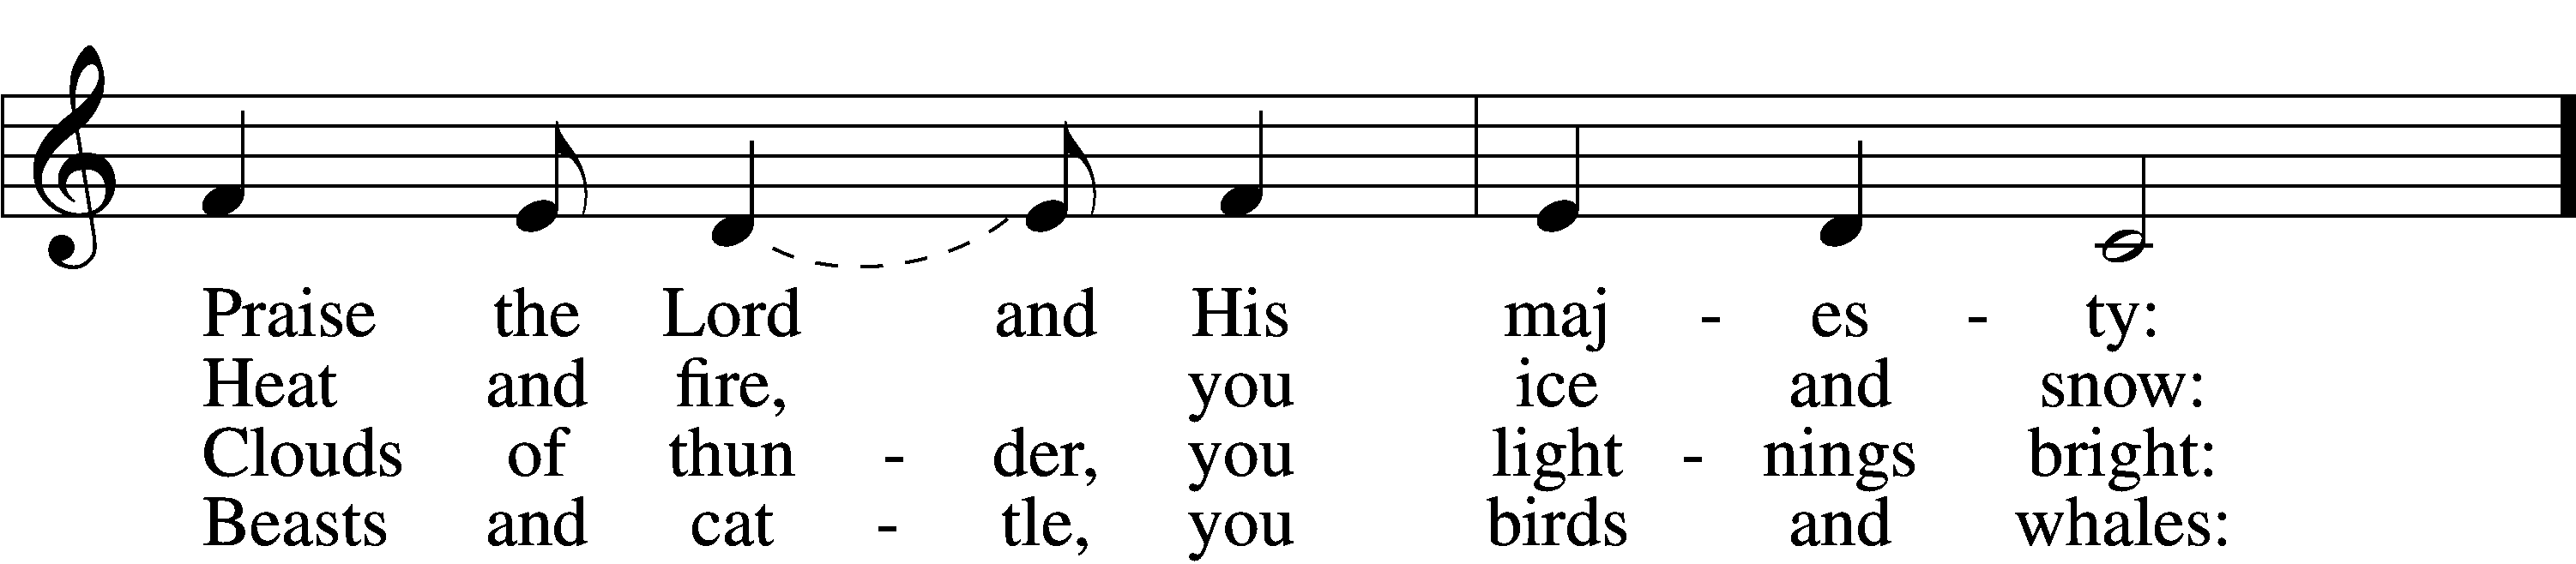 Praise the Lord and His maj - es - ty:
Heat and fire, you ice and snow:
Clouds of thun - der, you light - nings bright:
Beasts and cat - tle, you birds and whales: